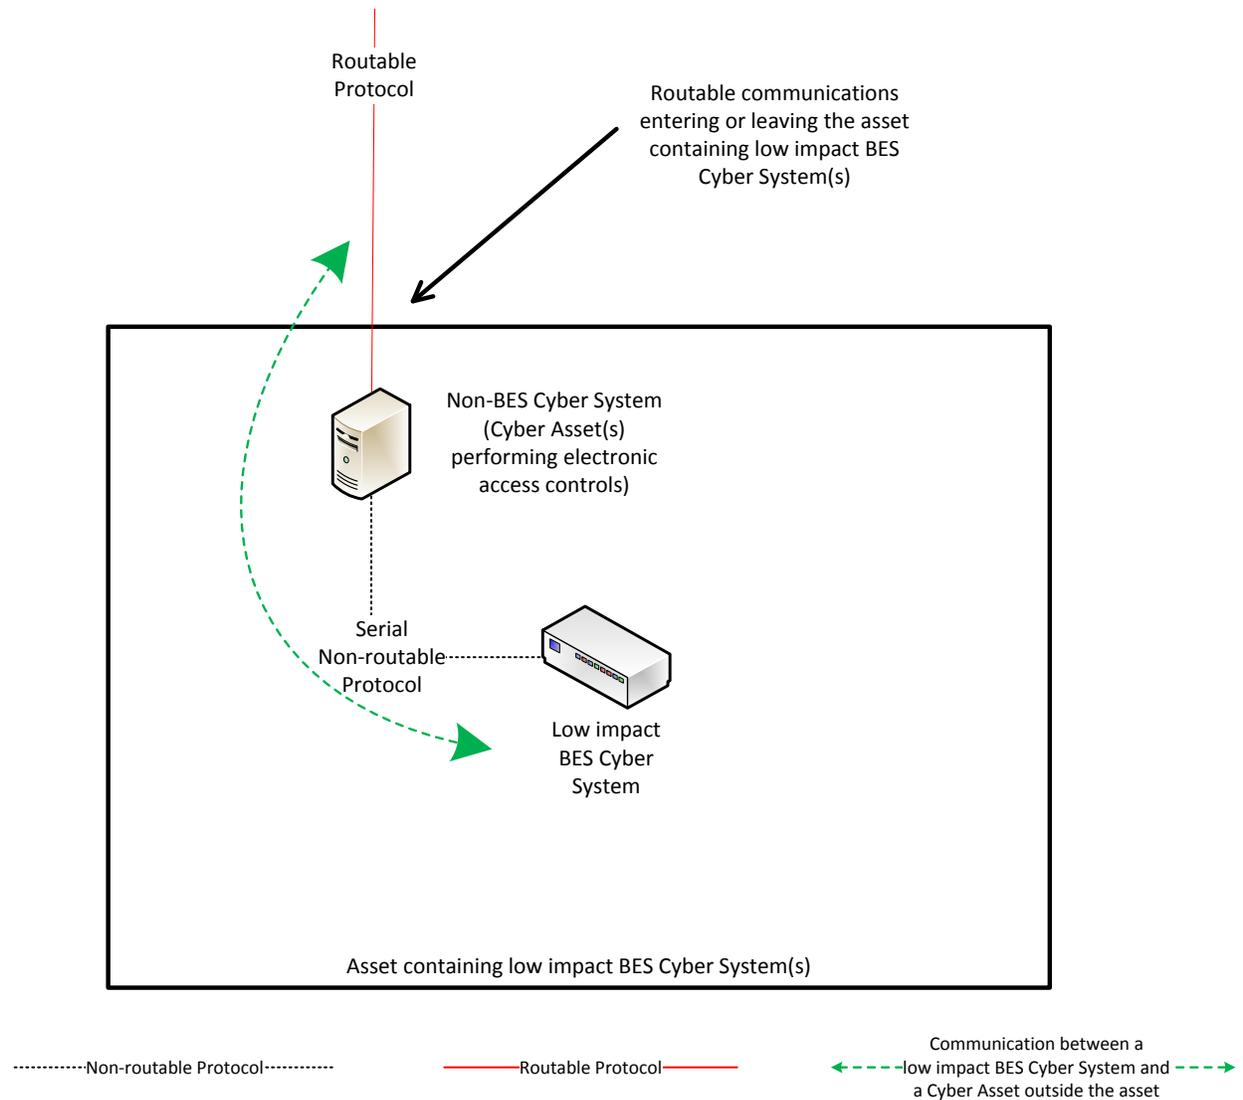 Routable
Protocol
Routable communications
entering or leaving the asset
containing low impact BES
Cyber System(s)
Non-BES Cyber System
(Cyber Asset(s)
performing electronic
access controls)
Serial
Non-routable
Protocol
Low impact
BES Cyber
System
Asset containing low impact BES Cyber System(s)
Non-routable Protocol
Routable Protocol
Communication between a
low impact BES Cyber System and
a Cyber Asset outside the asset